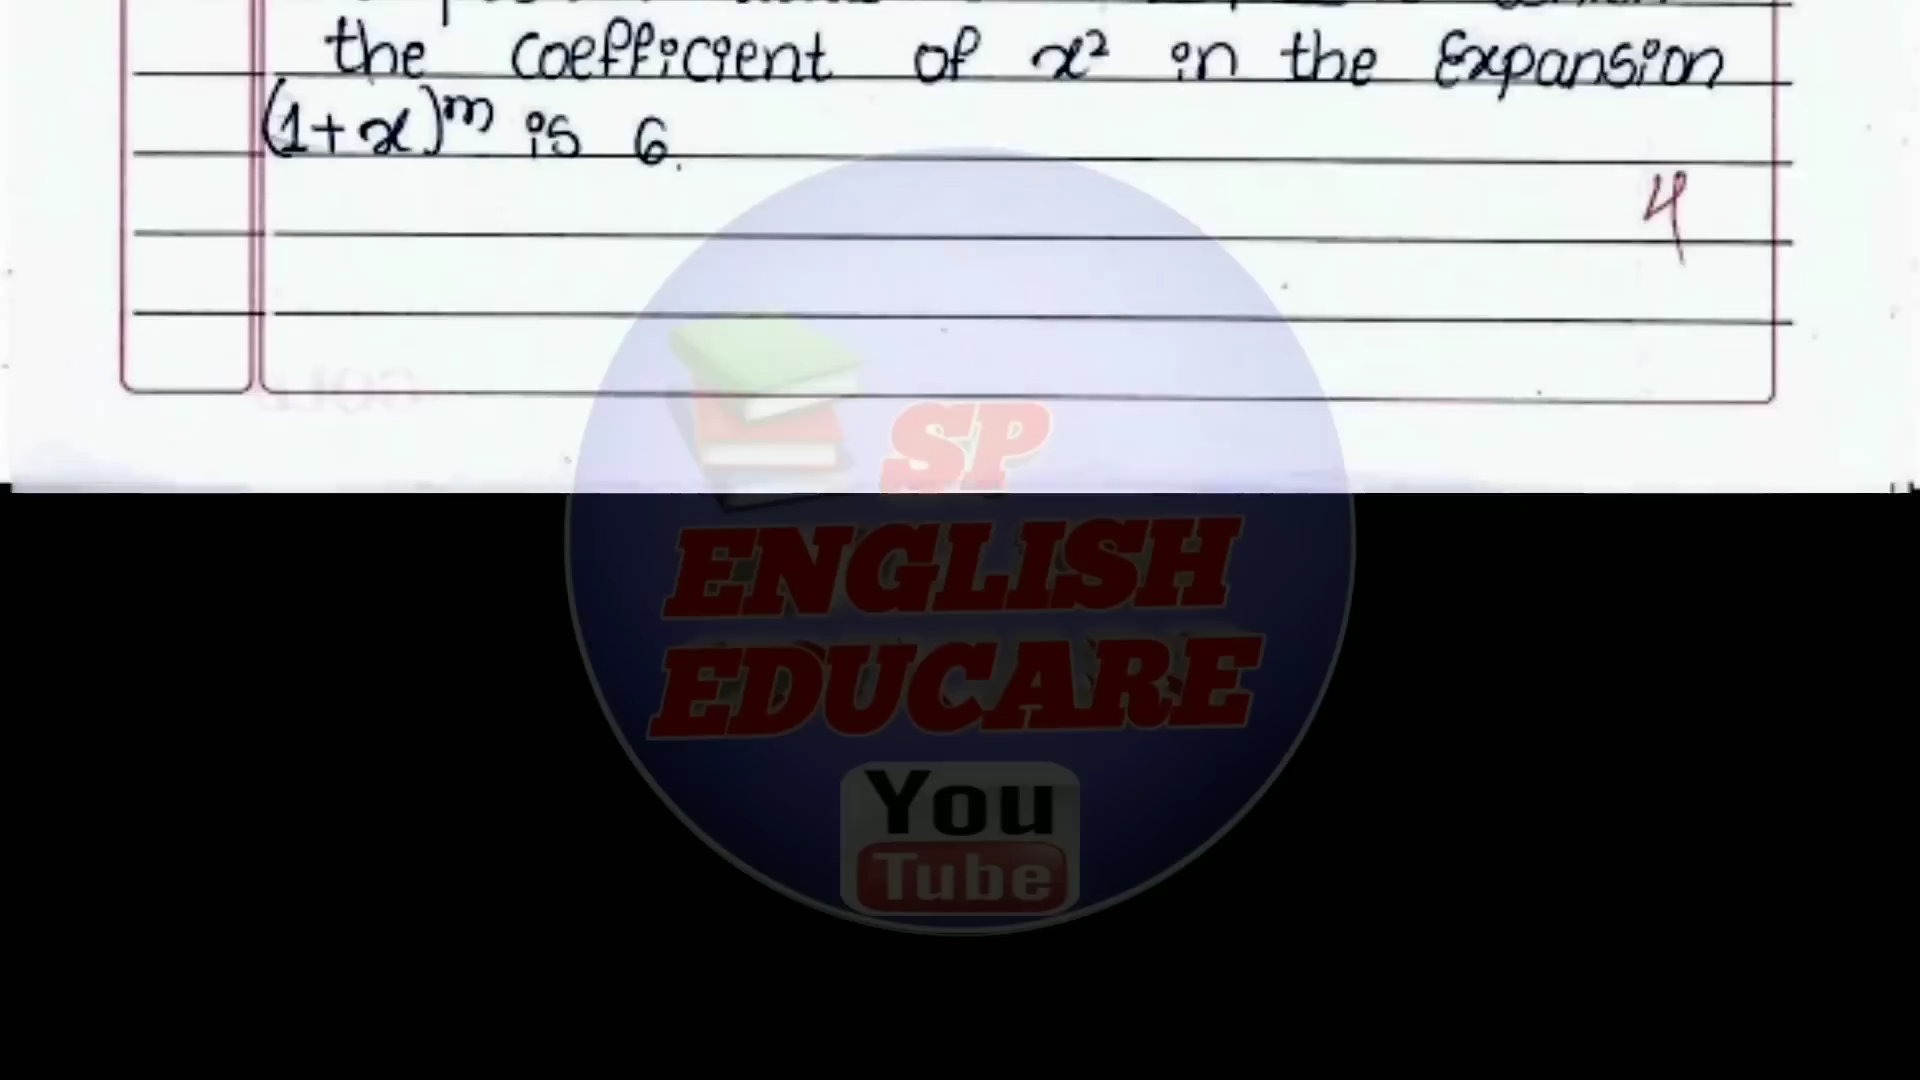 the coefficient of x² in the Expansion
(1+x)ᵐ is 6.
4
SP
ENGLISH
EDUCARE
You
Tube